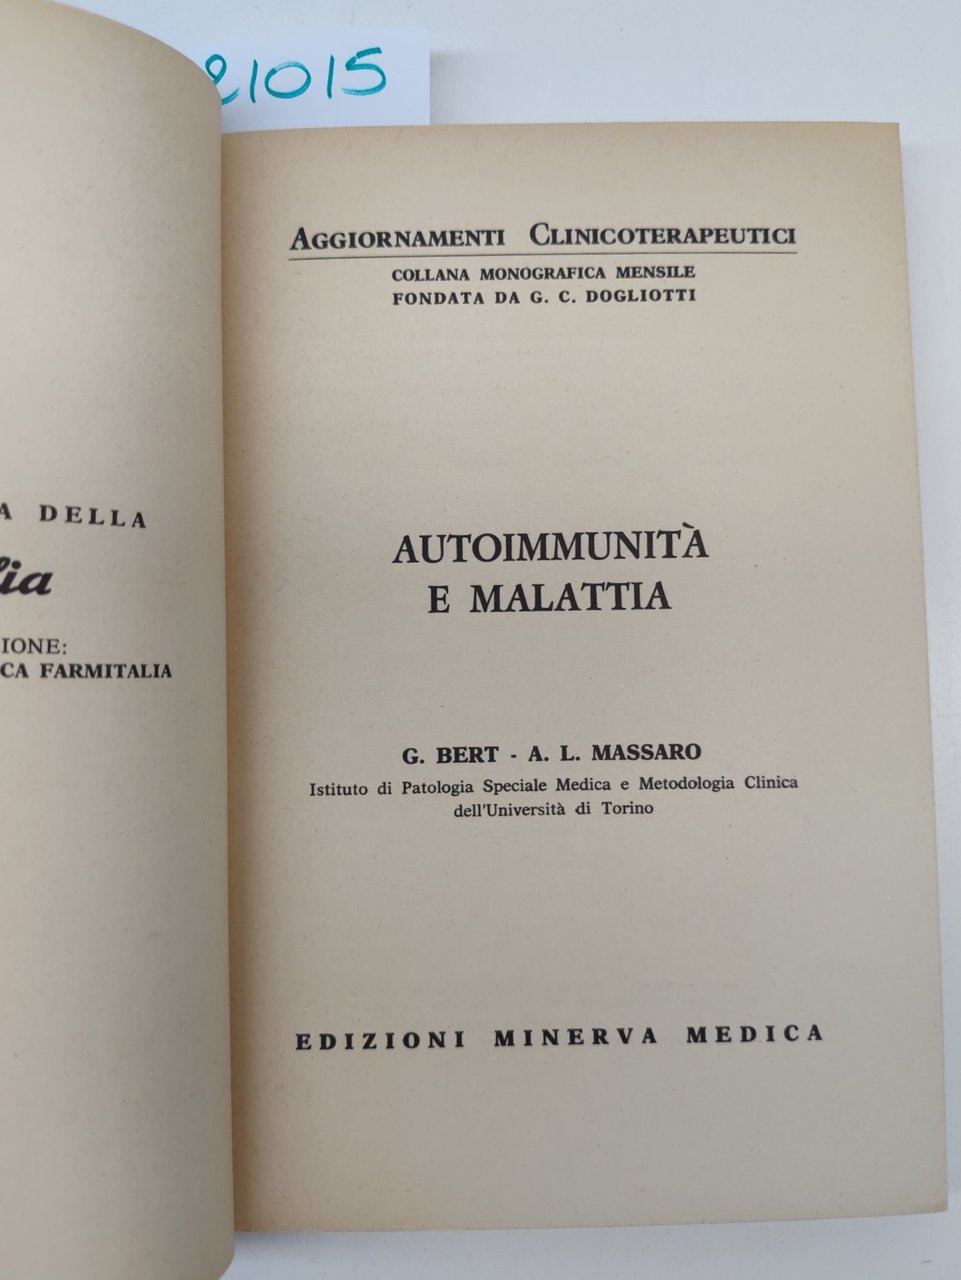 21015
A DELLA
lia
IONE:
CA FARMITALIA
AGGIORNAMENTI CLINICOTERAPEUTICI
COLLANA MONOGRAFICA MENSILE
FONDATA DA G. C. DOGLIOTTI
AUTOIMMUNITÀ
E MALATTIA
G. BERT - A. L. MASSARO
Istituto di Patologia Speciale Medica e Metodologia Clinica
dell'Università di Torino
EDIZIONI MINERVA MEDICA